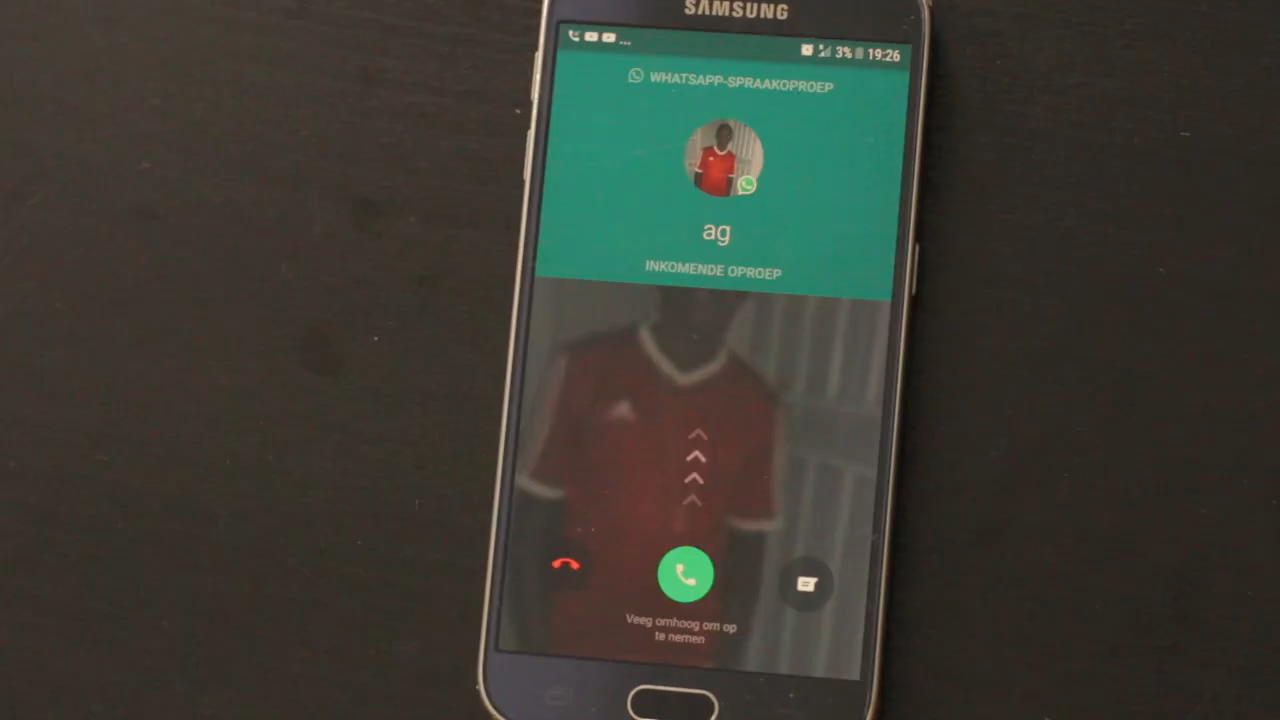 SAMSUNG
... 3% 19:26
WHATSAPP-SPRAAKOPROEP
ag
INKOMENDE OPROEP
Veeg omhoog om op
te nemen